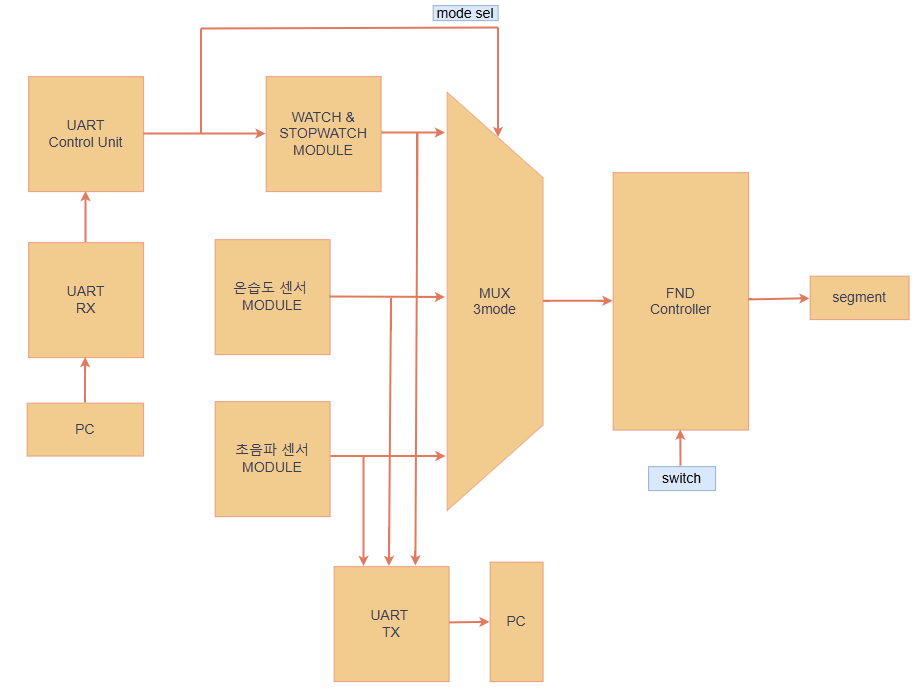 mode sel
UART
Control Unit
WATCH &
STOPWATCH
MODULE
UART
RX
온습도 센서
MODULE
MUX
3mode
FND
Controller
segment
PC
초음파 센서
MODULE
switch
UART
TX
PC